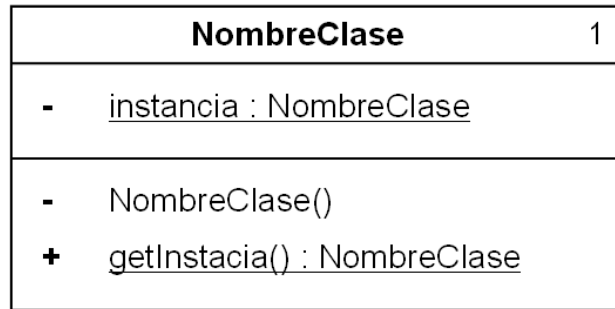 NombreClase 1
- instancia : NombreClase
- NombreClase()
+ getInstacia() : NombreClase